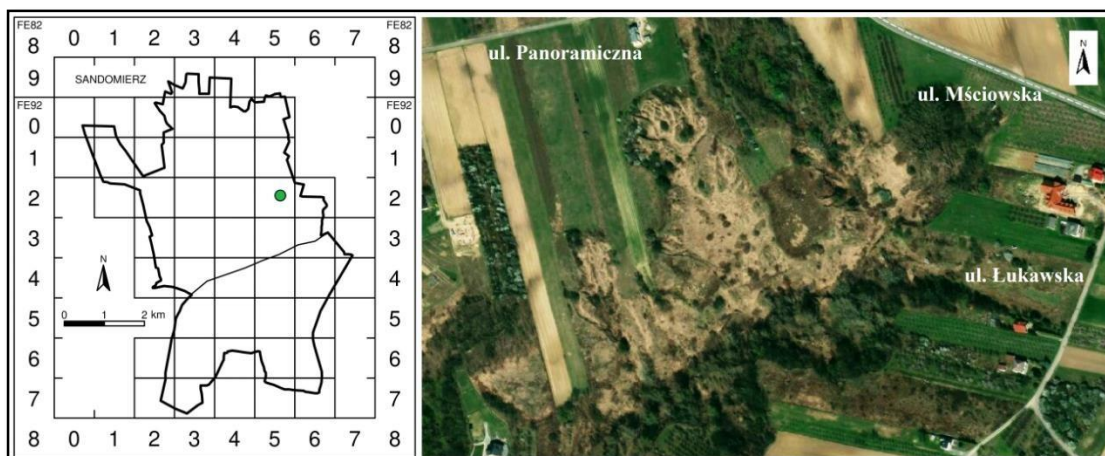 FE82 0 1 2 3 4 5 6 7 FE82
8 8
9 SANDOMIERZ 9
FE92 FE92
0 0
1 1
2 2
3 3
N
4 4
0 1 2 km
5 5
6 6
7 7
8 0 1 2 3 4 5 6 7 8
ul. Panoramiczna
N
ul. Mściowska
ul. Łukawska